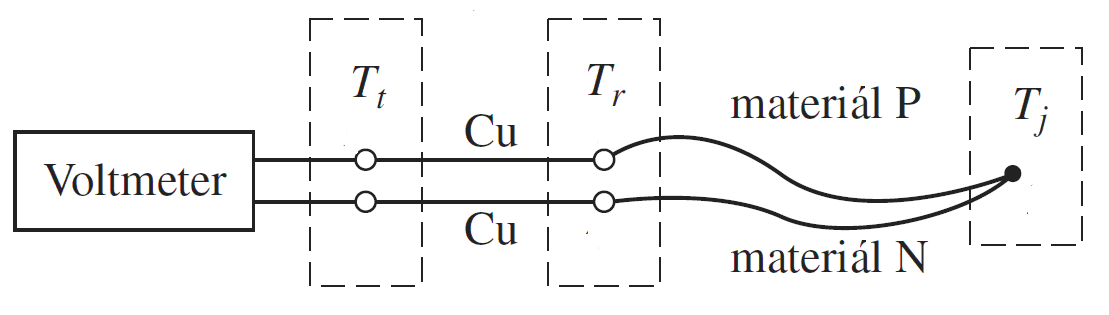 Voltmeter
T_t
Cu
Cu
T_r
materiál P
materiál N
T_j